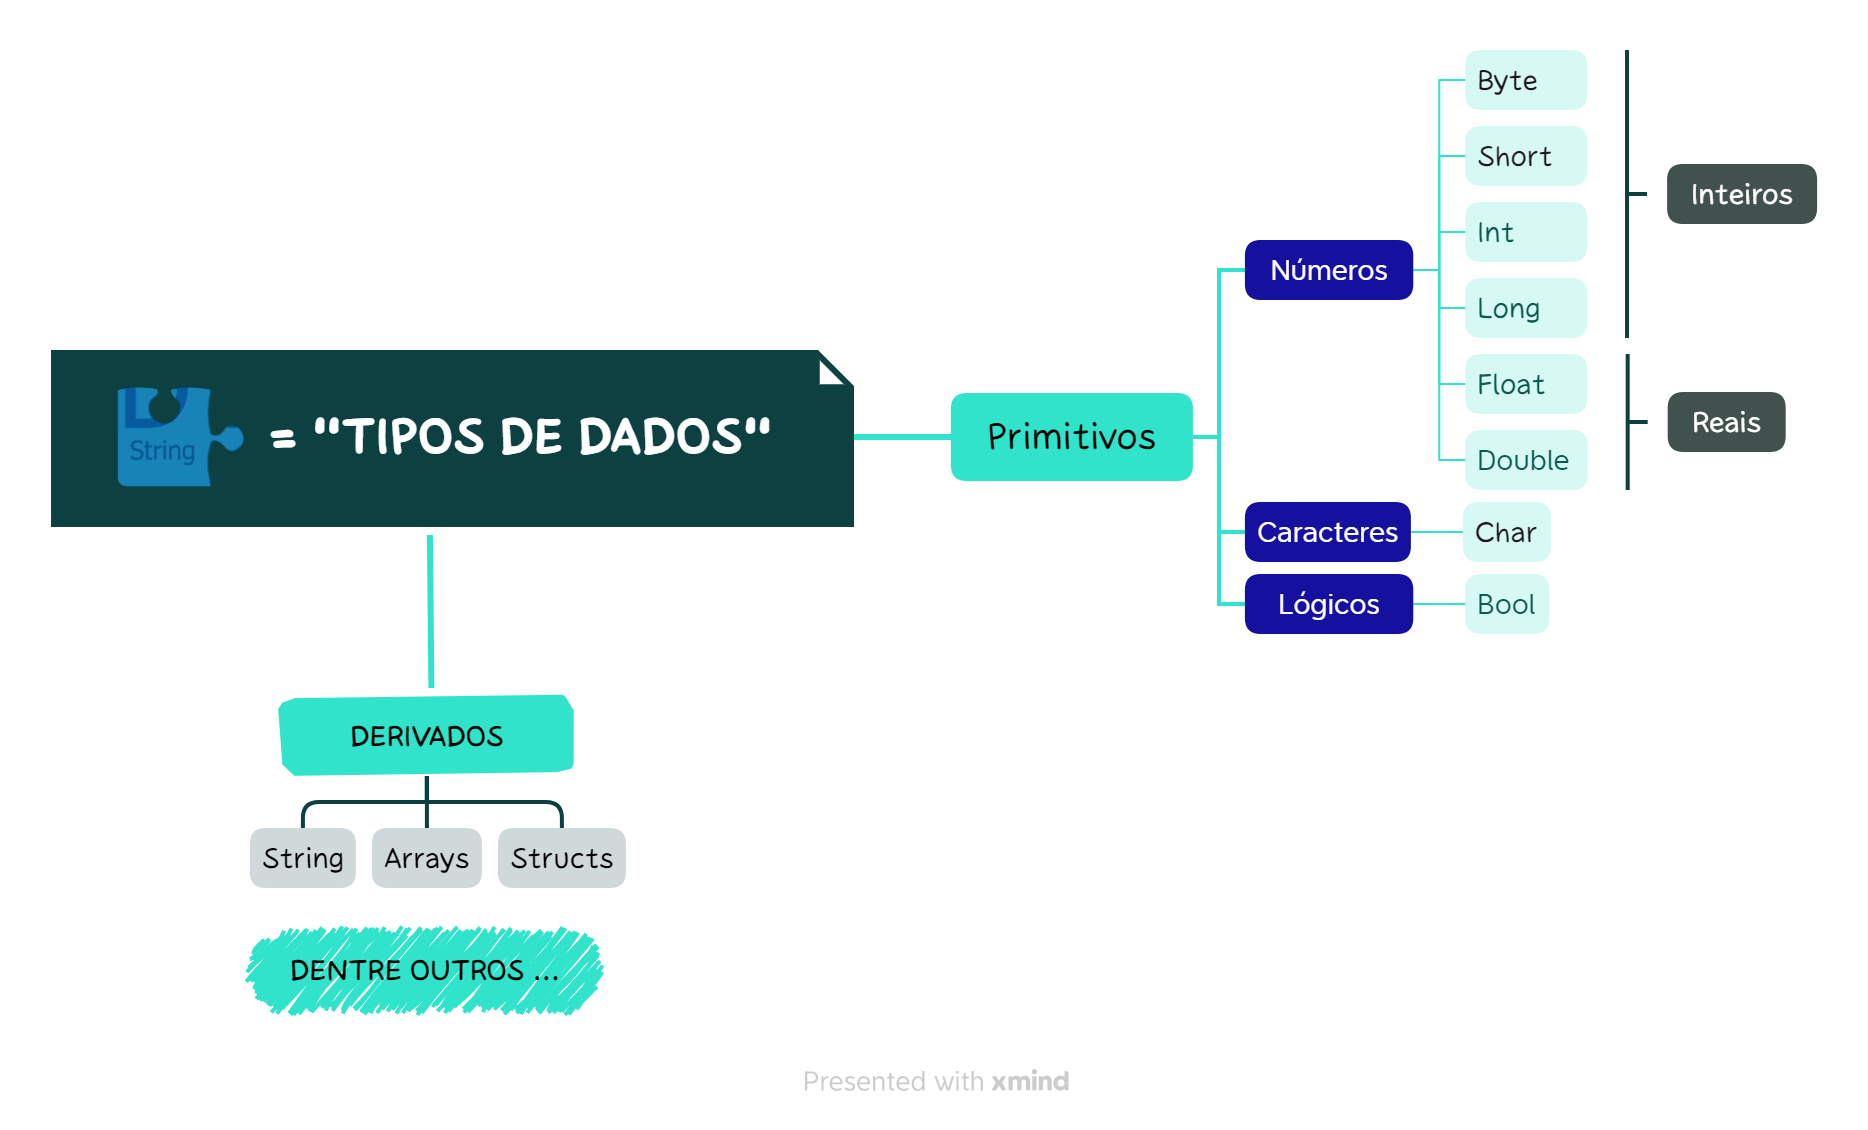 String
= "TIPOS DE DADOS"
Primitivos
Números
Byte
Short
Int
Long
Float
Double
Inteiros
Reais
Caracteres
Char
Lógicos
Bool
DERIVADOS
String
Arrays
Structs
DENTRE OUTROS ...
Presented with xmind